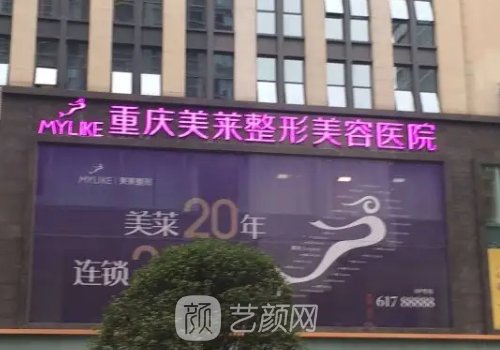 MYLIKE 重庆美莱整形美容医院
MYLIKE 美莱整形
美莱20年
连锁
617 88888
颜 艺颜网